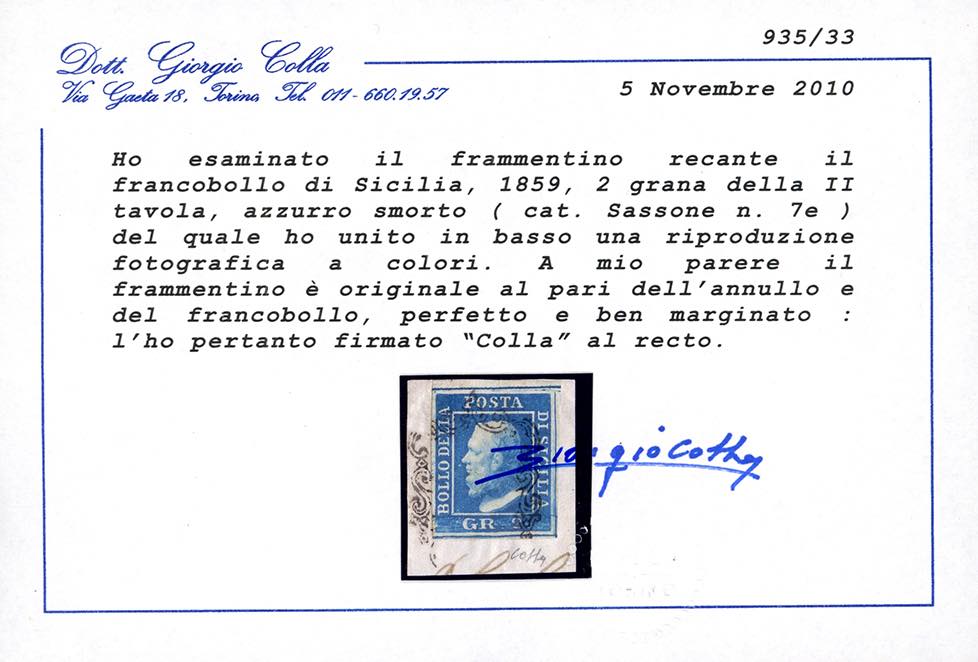 935/33
Dott. Giorgio Colla
Via Gaeta 18, Torino, Tel. 011-660.19.57
5 Novembre 2010
Ho esaminato il frammentino recante il
francobollo di Sicilia, 1859, 2 grana della II
tavola, azzurro smorto ( cat. Sassone n. 7e )
del quale ho unito in basso una riproduzione
fotografica a colori. A mio parere il
frammentino è originale al pari dell'annullo e
del francobollo, perfetto e ben marginato :
l'ho pertanto firmato "Colla" al recto.
POSTA
BOLLO DELLA
DI SICILIA
GR 2
Giorgio Colla
Colla